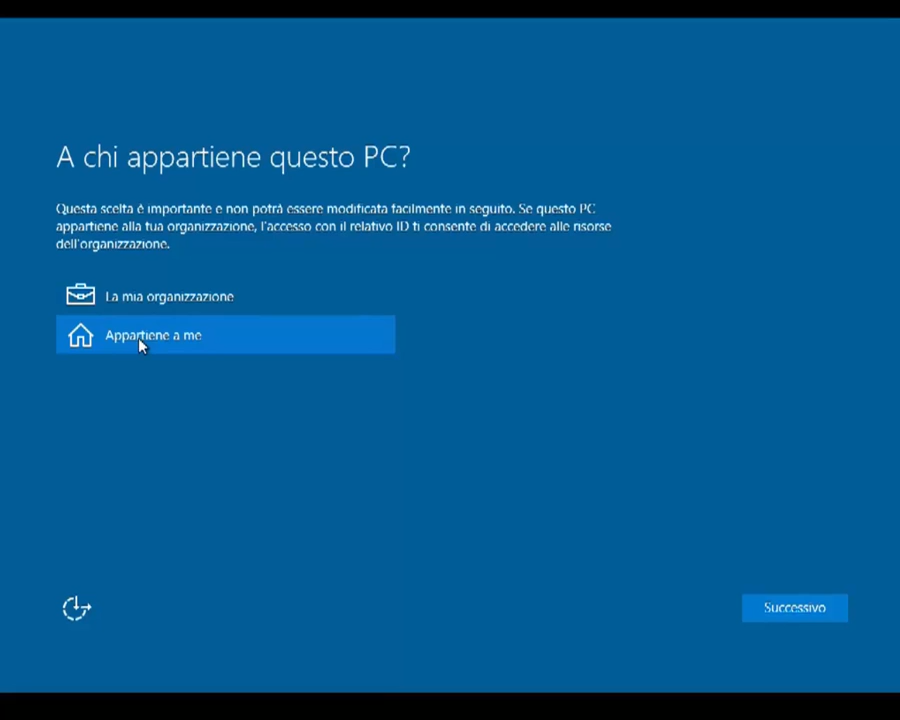 A chi appartiene questo PC?
Questa scelta è importante e non potrà essere modificata facilmente in seguito. Se questo PC
appartiene alla tua organizzazione, l'accesso con il relativo ID ti consente di accedere alle risorse
dell'organizzazione.
La mia organizzazione
Appartiene a me
Successivo